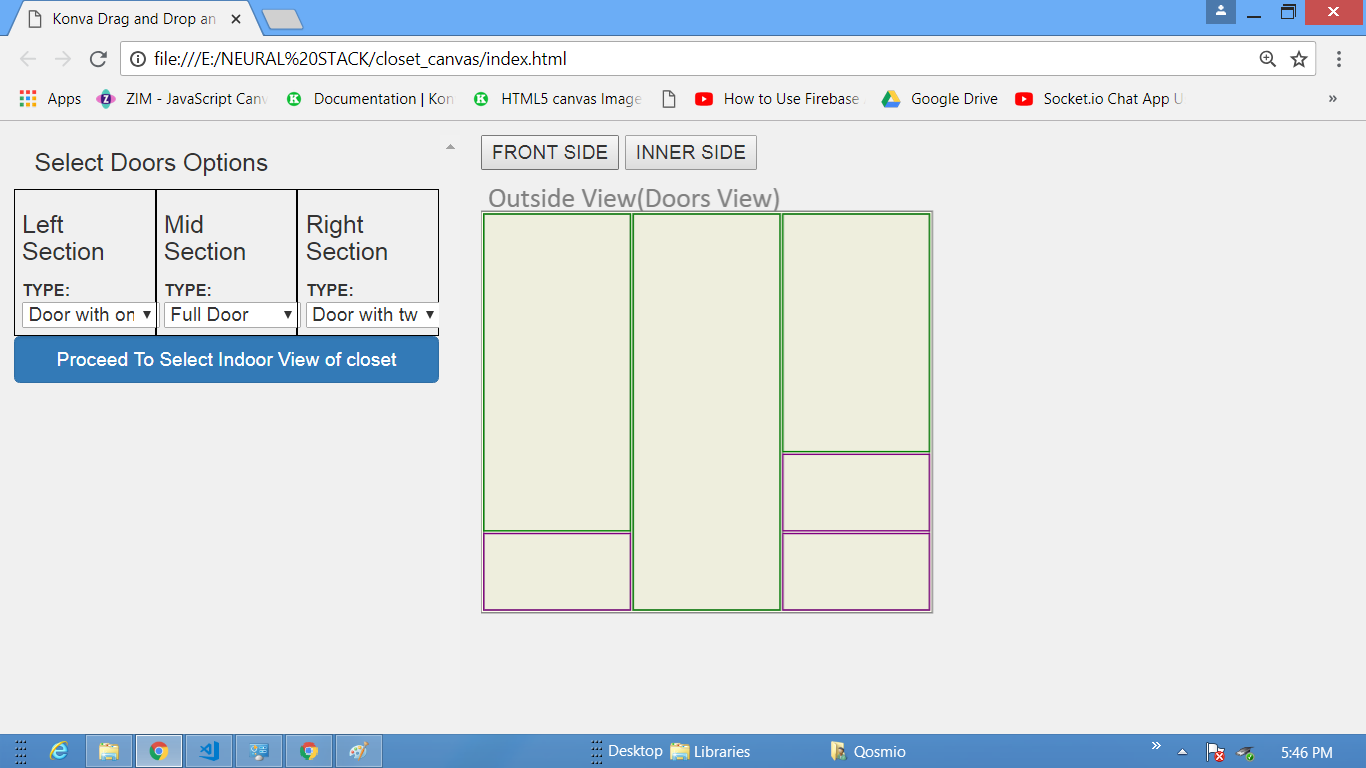 Konva Drag and Drop an
file:///E:/NEURAL%20STACK/closet_canvas/index.html
Apps ZIM - JavaScript Canv Documentation | Kon HTML5 canvas Image How to Use Firebase Google Drive Socket.io Chat App U »
Select Doors Options
Left Section
Mid Section
Right Section
TYPE:
TYPE:
TYPE:
Door with on
Full Door
Door with tw
Proceed To Select Indoor View of closet
FRONT SIDE
INNER SIDE
Outside View(Doors View)
Desktop Libraries Qosmio » 5:46 PM